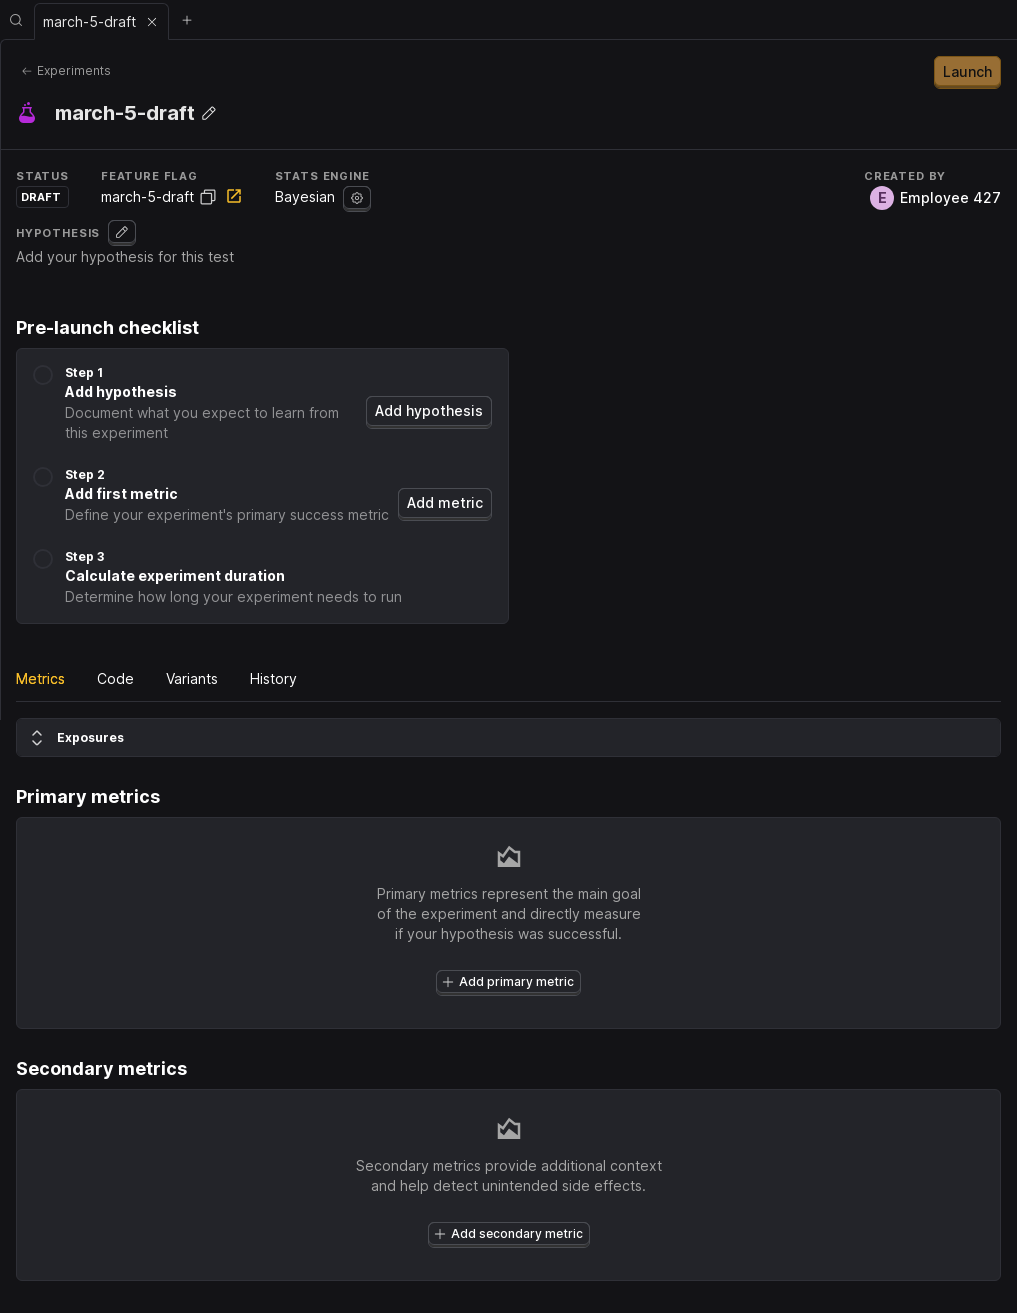 march-5-draft
Experiments
Launch
march-5-draft
STATUS
FEATURE FLAG
STATS ENGINE
CREATED BY
DRAFT
march-5-draft
Bayesian
E
Employee 427
HYPOTHESIS
Add your hypothesis for this test
Pre-launch checklist
Step 1
Add hypothesis
Document what you expect to learn from
this experiment
Add hypothesis
Step 2
Add first metric
Define your experiment's primary success metric
Add metric
Step 3
Calculate experiment duration
Determine how long your experiment needs to run
Metrics
Code
Variants
History
Exposures
Primary metrics
Primary metrics represent the main goal
of the experiment and directly measure
if your hypothesis was successful.
Add primary metric
Secondary metrics
Secondary metrics provide additional context
and help detect unintended side effects.
Add secondary metric